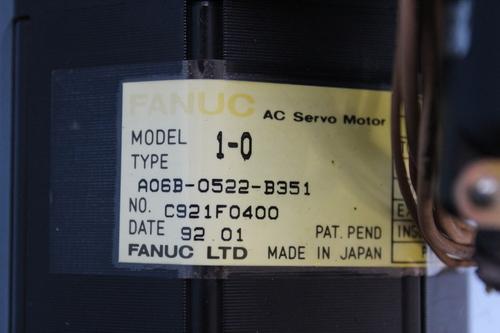 FANUC AC Servo Motor
MODEL 1-0
TYPE
A06B-0522-B351
NO. C921F0400
DATE 92.01 PAT. PEND
FANUC LTD MADE IN JAPAN